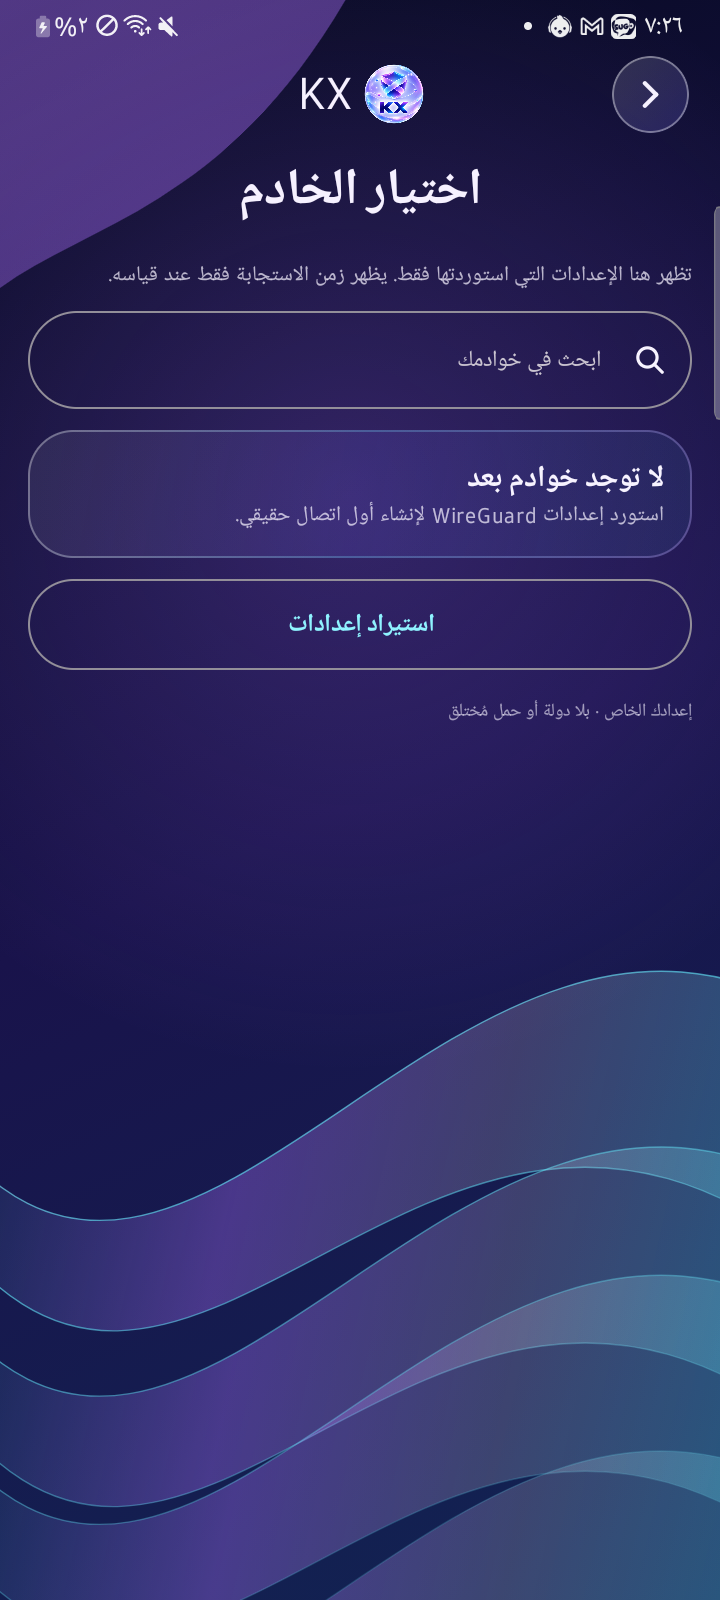 ٧:٢٦
%٢
KX
KX
اختيار الخادم
تظهر هنا الإعدادات التي استوردتها فقط. يظهر زمن الاستجابة فقط عند قياسه.
ابحث في خوادمك
لا توجد خوادم بعد
استورد إعدادات WireGuard لإنشاء أول اتصال حقيقي.
استيراد إعدادات
إعدادك الخاص · بلا دولة أو حمل مُختلق